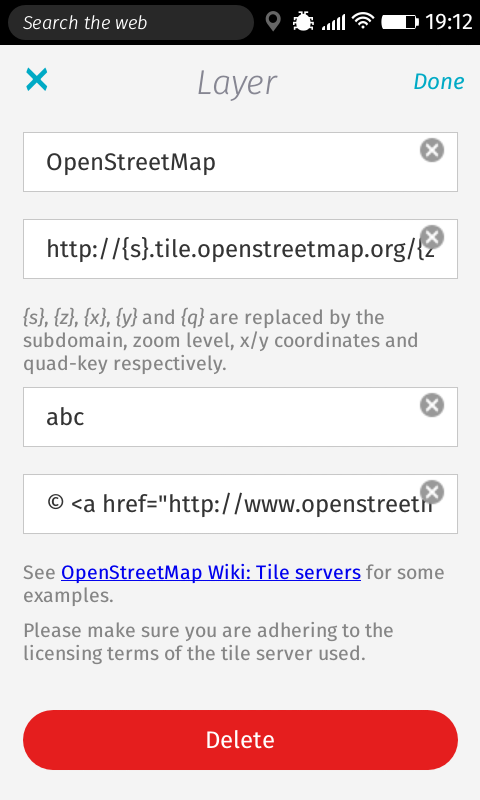 Search the web 19:12
Layer Done
OpenStreetMap
http://{s}.tile.openstreetmap.org/{z
{s}, {z}, {x}, {y} and {q} are replaced by the
subdomain, zoom level, x/y coordinates and
quad-key respectively.
abc
© <a href="http://www.openstreetm
See OpenStreetMap Wiki: Tile servers for some
examples.
Please make sure you are adhering to the
licensing terms of the tile server used.
Delete